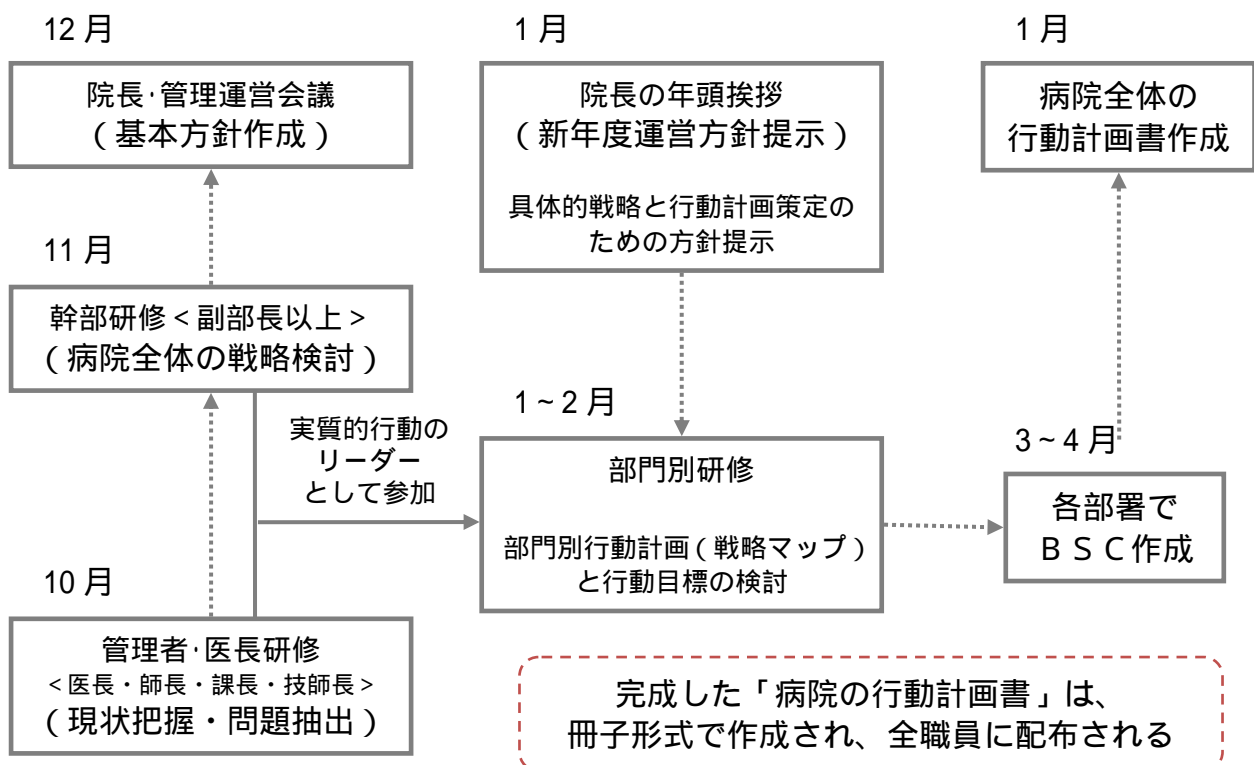 12 月
院長･管理運営会議
( 基本方針作成 )
11 月
幹部研修 < 副部長以上 >
( 病院全体の戦略検討 )
実質的行動の
リーダー
として参加
10 月
管理者･医長研修
< 医長・師長・課長・技師長 >
( 現状把握・問題抽出 )
1 月
院長の年頭挨拶
( 新年度運営方針提示 )
具体的戦略と行動計画策定の
ための方針提示
1 ~ 2 月
部門別研修
部門別行動計画 ( 戦略マップ )
と行動目標の検討
1 月
病院全体の
行動計画書作成
3 ~ 4 月
各部署で
ＢＳＣ作成
完成した「病院の行動計画書」は、
冊子形式で作成され、全職員に配布される